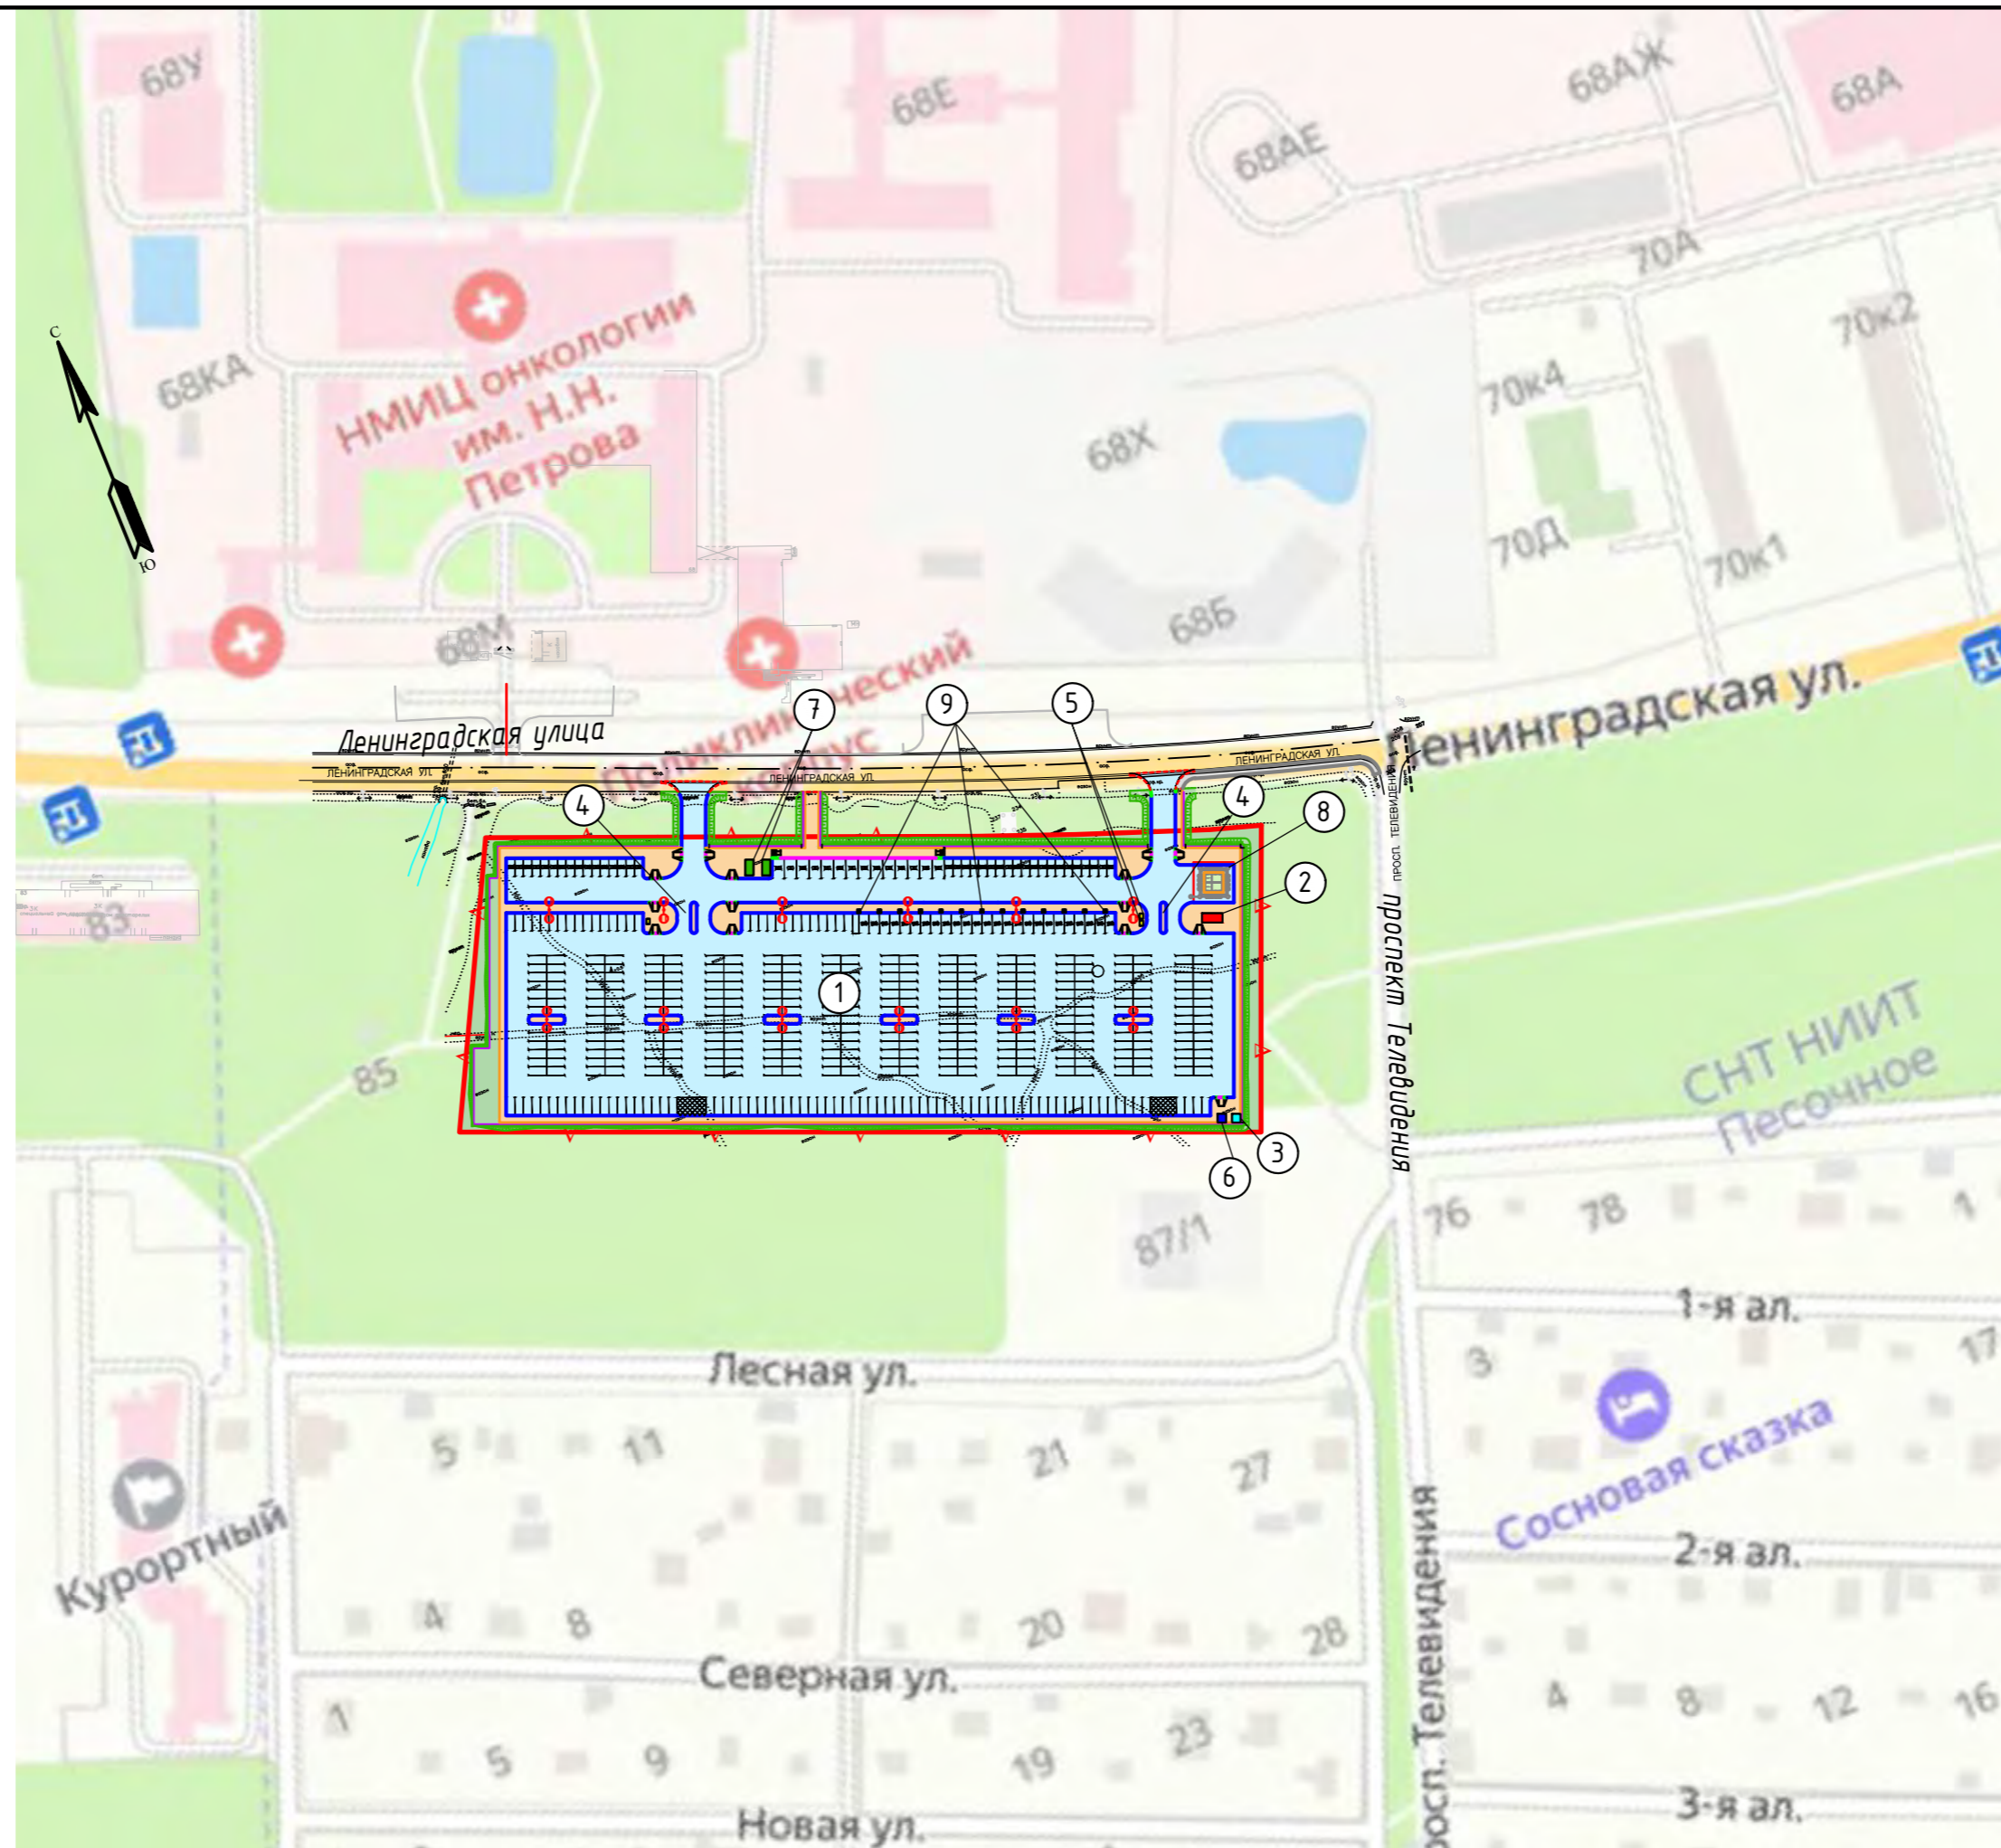 68У
68Е
68АЖ
68А
68АЕ
70А
70к2
С
68КА
НМИЦ онкологии
им. Н.Н.
Петрова
70к4
68Х
70Д
70к1
Ю
68М
68Б
Поликлинический
корпус
7
9
5
Ленинградская улица
Ленинградская ул.
ЛЕНИНГРАДСКАЯ УЛ.
ЛЕНИНГРАДСКАЯ УЛ.
ЛЕНИНГРАДСКАЯ УЛ.
4
4
8
2
ПРОСП. ТЕЛЕВИДЕНИЯ
проспект Телевидения
83
1
85
СНТ НИИТ
Песочное
3
6
87/1
76
78
1
1-я ал.
3
17
Лесная ул.
5
11
21
27
Сосновая сказка
Курортный
2-я ал.
4
8
20
28
Северная ул.
просп. Телевидения
4
8
12
16
1
5
9
19
23
3-я ал.
Новая ул.